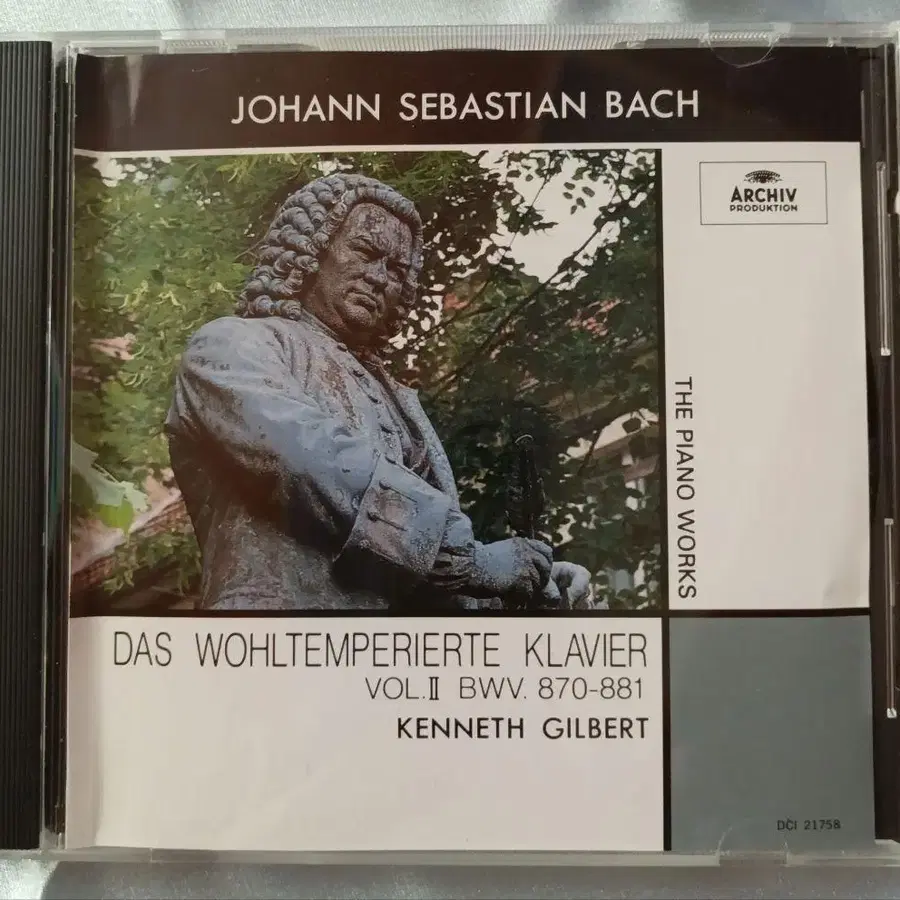 JOHANN SEBASTIAN BACH
ARCHIV
PRODUKTION
THE PIANO WORKS
DAS WOHLTEMPERIERTE KLAVIER
VOL.Ⅱ BWV. 870-881
KENNETH GILBERT
DCI 21758